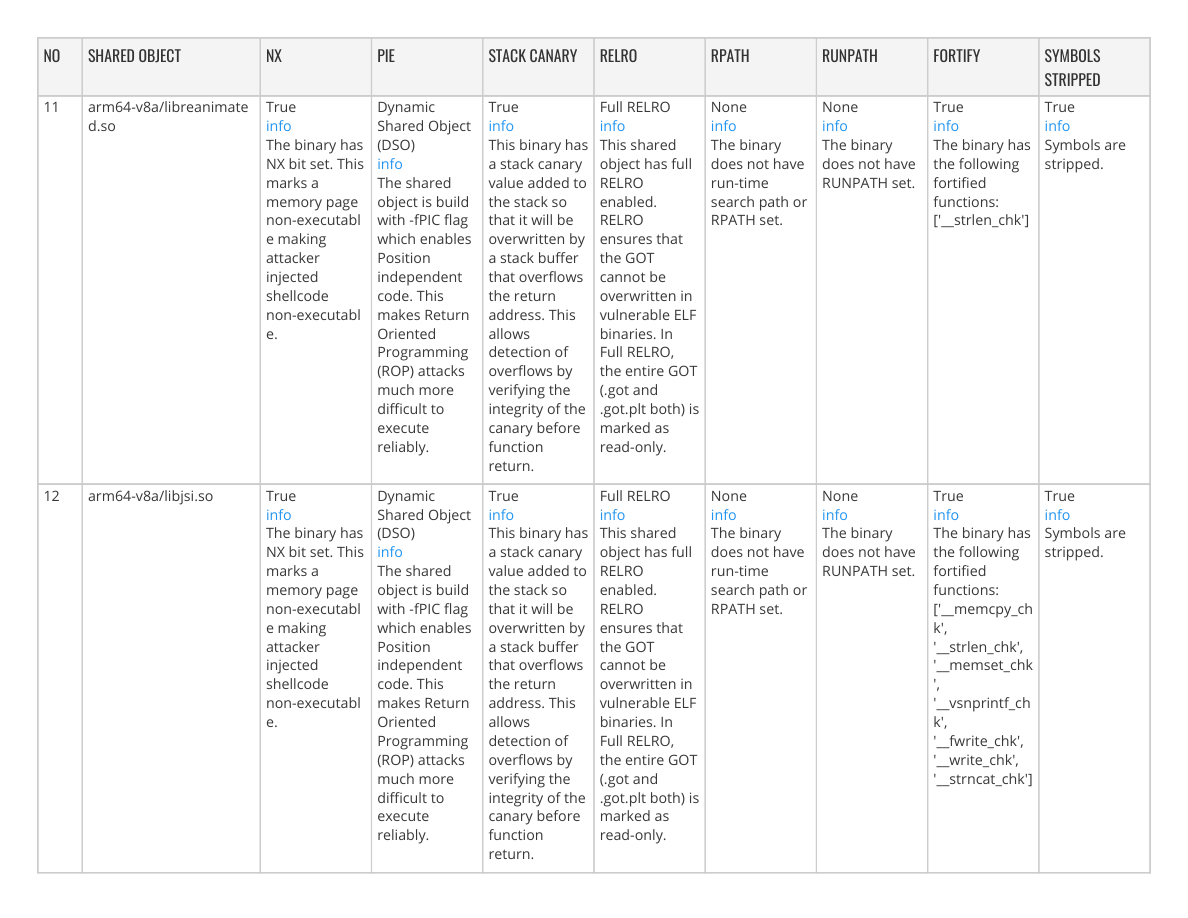 NO
SHARED OBJECT
NX
PIE
STACK CANARY
RELRO
RPATH
RUNPATH
FORTIFY
SYMBOLS
STRIPPED
11
arm64-v8a/libreanimate
d.so
True
info
The binary has
NX bit set. This
marks a
memory page
non-executabl
e making
attacker
injected
shellcode
non-executabl
e.
Dynamic
Shared Object
(DSO)
info
The shared
object is build
with -fPIC flag
which enables
Position
independent
code. This
makes Return
Oriented
Programming
(ROP) attacks
much more
difficult to
execute
reliably.
True
info
This binary has
a stack canary
value added to
the stack so
that it will be
overwritten by
a stack buffer
that overflows
the return
address. This
allows
detection of
overflows by
verifying the
integrity of the
canary before
function
return.
Full RELRO
info
This shared
object has full
RELRO
enabled.
RELRO
ensures that
the GOT
cannot be
overwritten in
vulnerable ELF
binaries. In
Full RELRO,
the entire GOT
(.got and
.got.plt both) is
marked as
read-only.
None
info
The binary
does not have
run-time
search path or
RPATH set.
None
info
The binary
does not have
RUNPATH set.
True
info
The binary has
the following
fortified
functions:
['__strlen_chk']
True
info
Symbols are
stripped.
12
arm64-v8a/libjsi.so
True
info
The binary has
NX bit set. This
marks a
memory page
non-executabl
e making
attacker
injected
shellcode
non-executabl
e.
Dynamic
Shared Object
(DSO)
info
The shared
object is build
with -fPIC flag
which enables
Position
independent
code. This
makes Return
Oriented
Programming
(ROP) attacks
much more
difficult to
execute
reliably.
True
info
This binary has
a stack canary
value added to
the stack so
that it will be
overwritten by
a stack buffer
that overflows
the return
address. This
allows
detection of
overflows by
verifying the
integrity of the
canary before
function
return.
Full RELRO
info
This shared
object has full
RELRO
enabled.
RELRO
ensures that
the GOT
cannot be
overwritten in
vulnerable ELF
binaries. In
Full RELRO,
the entire GOT
(.got and
.got.plt both) is
marked as
read-only.
None
info
The binary
does not have
run-time
search path or
RPATH set.
None
info
The binary
does not have
RUNPATH set.
True
info
The binary has
the following
fortified
functions:
['__memcpy_ch
k',
'__strlen_chk',
'__memset_chk
',
'__vsnprintf_ch
k',
'__fwrite_chk',
'__write_chk',
'__strncat_chk']
True
info
Symbols are
stripped.